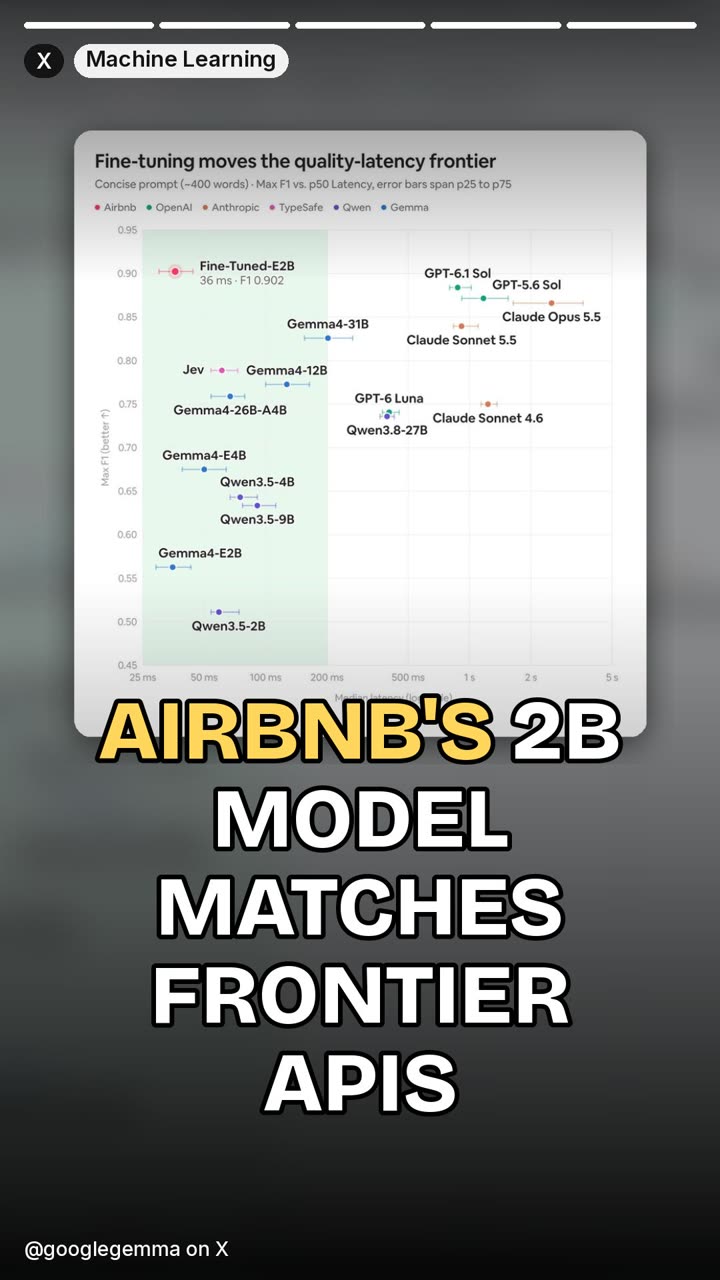 X Machine Learning
Fine-tuning moves the quality-latency frontier
Concise prompt (~400 words) · Max F1 vs. p50 Latency, error bars span p25 to p75
Airbnb OpenAI Anthropic TypeSafe Qwen Gemma
0.95
0.90
0.85
0.80
0.75
0.70
0.65
0.60
0.55
0.50
0.45
Max F1 (better ↑)
Fine-Tuned-E2B
36 ms · F1 0.902
GPT-6.1 Sol
GPT-5.6 Sol
Claude Opus 5.5
Gemma4-31B
Claude Sonnet 5.5
Jev
Gemma4-12B
Gemma4-26B-A4B
GPT-6 Luna
Qwen3.8-27B
Claude Sonnet 4.6
Gemma4-E4B
Qwen3.5-4B
Qwen3.5-9B
Gemma4-E2B
Qwen3.5-2B
25 ms 50 ms 100 ms 200 ms 500 ms 1 s 2 s 5 s
Median latency
AIRBNB'S 2B
MODEL
MATCHES
FRONTIER
APIS
@googlegemma on X